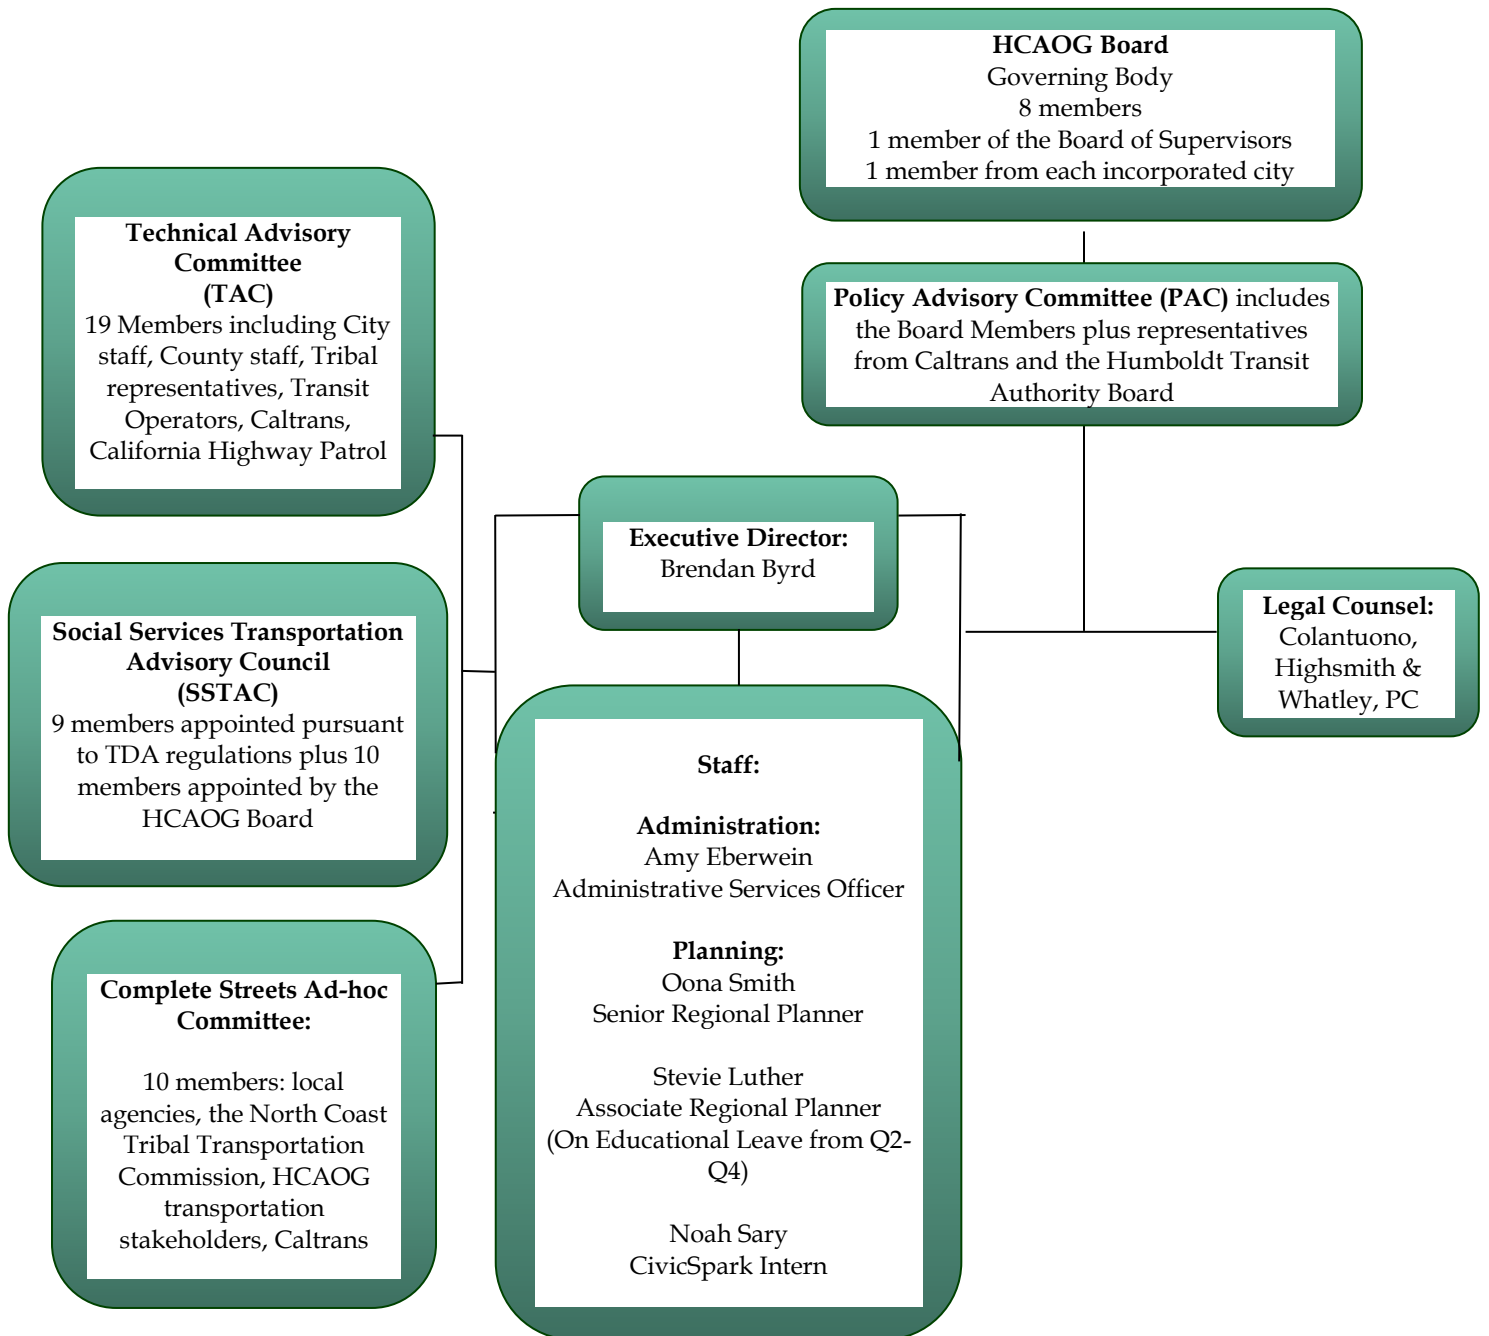 HCAOG Board
Governing Body
8 members
1 member of the Board of Supervisors
1 member from each incorporated city
Technical Advisory
Committee
(TAC)
19 Members including City
staff, County staff, Tribal
representatives, Transit
Operators, Caltrans,
California Highway Patrol
Policy Advisory Committee (PAC) includes
the Board Members plus representatives
from Caltrans and the Humboldt Transit
Authority Board
Executive Director:
Brendan Byrd
Legal Counsel:
Colantuono,
Highsmith &
Whatley, PC
Social Services Transportation
Advisory Council
(SSTAC)
9 members appointed pursuant
to TDA regulations plus 10
members appointed by the
HCAOG Board
Staff:
Administration:
Amy Eberwein
Administrative Services Officer
Planning:
Oona Smith
Senior Regional Planner
Stevie Luther
Associate Regional Planner
(On Educational Leave from Q2-
Q4)
Noah Sary
CivicSpark Intern
Complete Streets Ad-hoc
Committee:
10 members: local
agencies, the North Coast
Tribal Transportation
Commission, HCAOG
transportation
stakeholders, Caltrans